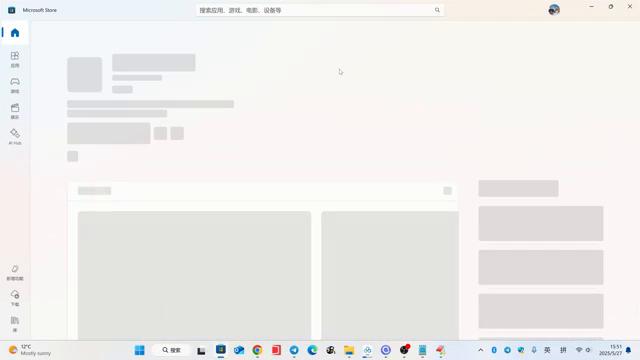 Microsoft Store
搜索应用、游戏、电影、设备等
应用
游戏
娱乐
AI Hub
新增功能
下载
库
12°C
Mostly sunny
搜索
英
拼
15:51
2025/5/27